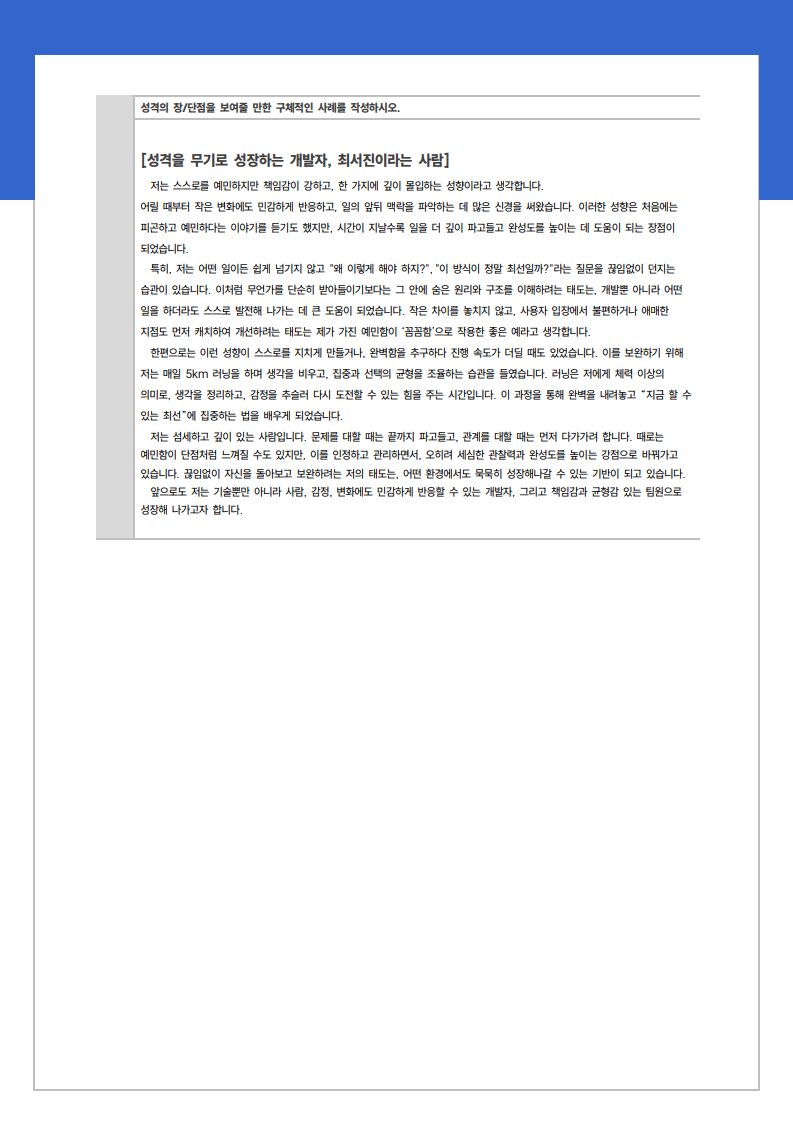 성격의 장/단점을 보여줄 만한 구체적인 사례를 작성하시오.
[성격을 무기로 성장하는 개발자, 최서진이라는 사람]
저는 스스로를 예민하지만 책임감이 강하고, 한 가지에 깊이 몰입하는 성향이라고 생각합니다.
어릴 때부터 작은 변화에도 민감하게 반응하고, 일의 앞뒤 맥락을 파악하는 데 많은 신경을 써왔습니다. 이러한 성향은 처음에는
피곤하고 예민하다는 이야기를 듣기도 했지만, 시간이 지날수록 일을 더 깊이 파고들고 완성도를 높이는 데 도움이 되는 장점이
되었습니다.
특히, 저는 어떤 일이든 쉽게 넘기지 않고 "왜 이렇게 해야 하지?", "이 방식이 정말 최선일까?"라는 질문을 끊임없이 던지는
습관이 있습니다. 이처럼 무언가를 단순히 받아들이기보다는 그 안에 숨은 원리와 구조를 이해하려는 태도는, 개발뿐 아니라 어떤
일을 하더라도 스스로 발전해 나가는 데 큰 도움이 되었습니다. 작은 차이를 놓치지 않고, 사용자 입장에서 불편하거나 애매한
지점도 먼저 캐치하여 개선하려는 태도는 제가 가진 예민함이 ‘꼼꼼함’으로 작용한 좋은 예라고 생각합니다.
한편으로는 이런 성향이 스스로를 지치게 만들거나, 완벽함을 추구하다 진행 속도가 더딜 때도 있었습니다. 이를 보완하기 위해
저는 매일 5km 러닝을 하며 생각을 비우고, 집중과 선택의 균형을 조율하는 습관을 들였습니다. 러닝은 저에게 체력 이상의
의미로, 생각을 정리하고, 감정을 추슬러 다시 도전할 수 있는 힘을 주는 시간입니다. 이 과정을 통해 완벽을 내려놓고 “지금 할 수
있는 최선”에 집중하는 법을 배우게 되었습니다.
저는 섬세하고 깊이 있는 사람입니다. 문제를 대할 때는 끝까지 파고들고, 관계를 대할 때는 먼저 다가가려 합니다. 때로는
예민함이 단점처럼 느껴질 수도 있지만, 이를 인정하고 관리하면서, 오히려 세심한 관찰력과 완성도를 높이는 강점으로 바꿔가고
있습니다. 끊임없이 자신을 돌아보고 보완하려는 저의 태도는, 어떤 환경에서도 묵묵히 성장해나갈 수 있는 기반이 되고 있습니다.
앞으로도 저는 기술뿐만 아니라 사람, 감정, 변화에도 민감하게 반응할 수 있는 개발자, 그리고 책임감과 균형감 있는 팀원으로
성장해 나가고자 합니다.